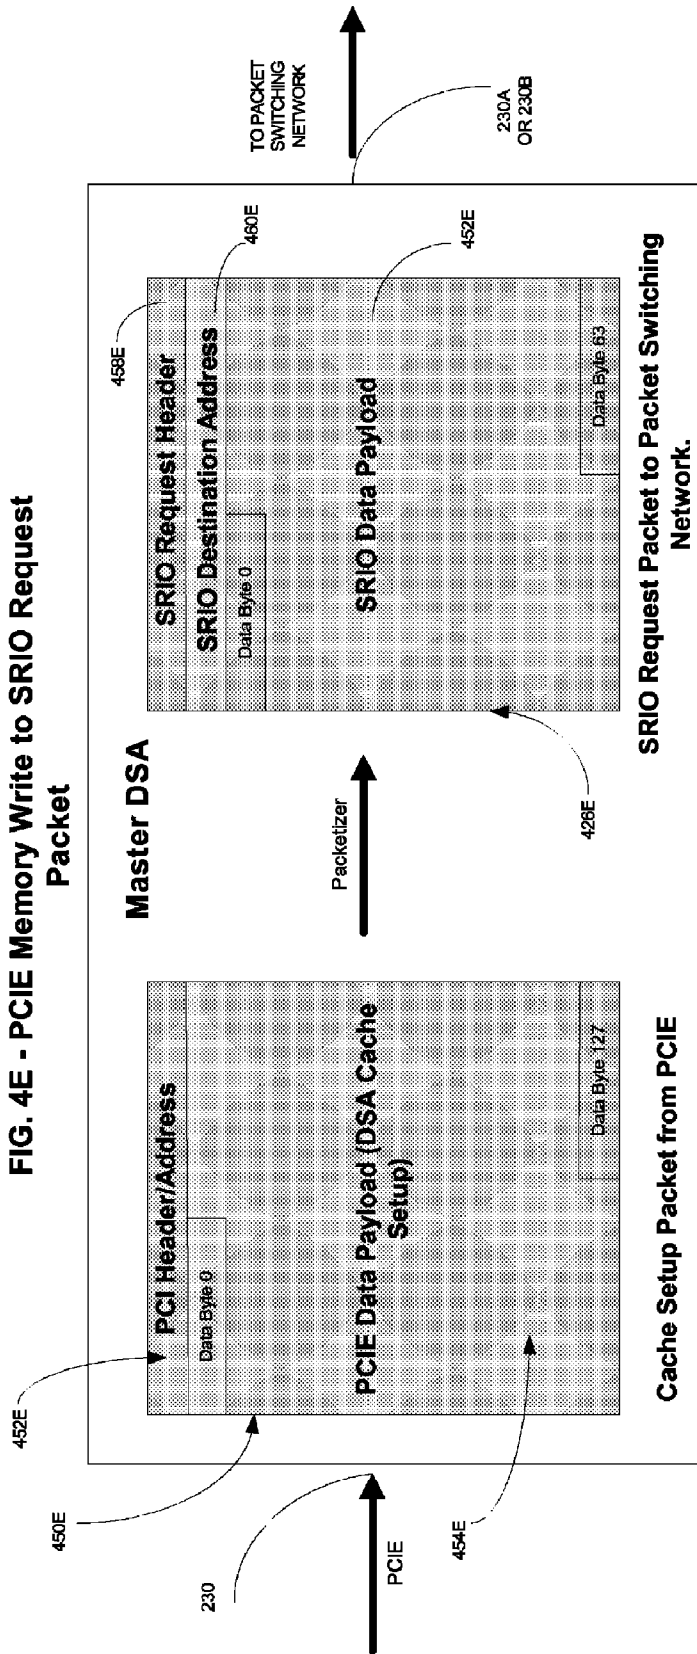 FIG. 4E - PCIE Memory Write to SRIO Request
Packet
Master DSA
230
PCIE
450E
452E
PCI Header/Address
Data Byte 0
PCIE Data Payload (DSA Cache
Setup)
Data Byte 127
454E
Cache Setup Packet from PCIE
Packetizer
458E
SRIO Request Header
SRIO Destination Address
460E
Data Byte 0
SRIO Data Payload
452E
Data Byte 63
426E
SRIO Request Packet to Packet Switching
Network.
TO PACKET
SWITCHING
NETWORK
230A
OR 230B